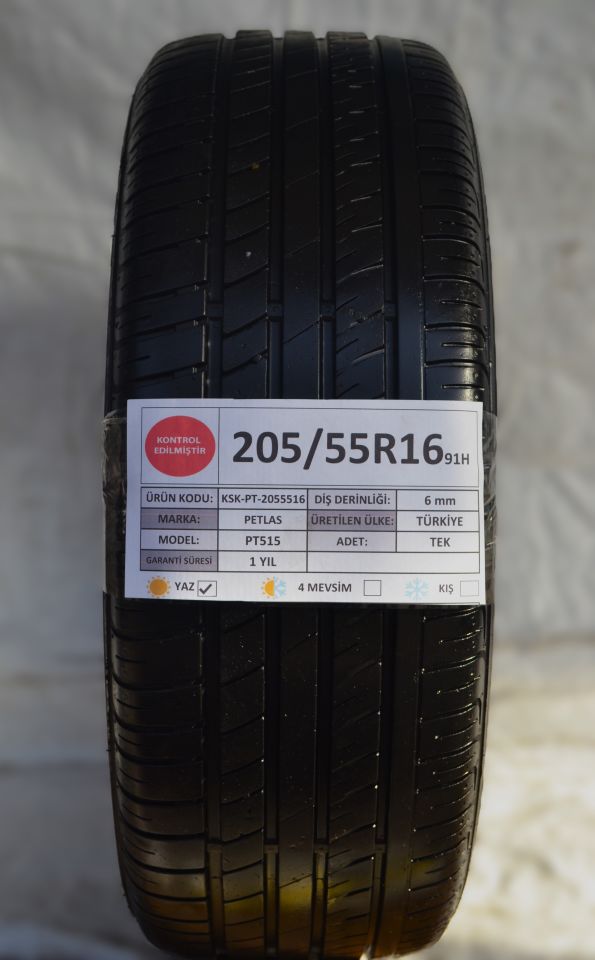 KONTROL
EDİLMİŞTİR
205/55R16 91H
ÜRÜN KODU: KSK-PT-2055516 DİŞ DERİNLİĞİ: 6 mm
MARKA: PETLAS ÜRETİLEN ÜLKE: TÜRKİYE
MODEL: PT515 ADET: TEK
GARANTİ SÜRESİ 1 YIL
YAZ 4 MEVSİM KIŞ